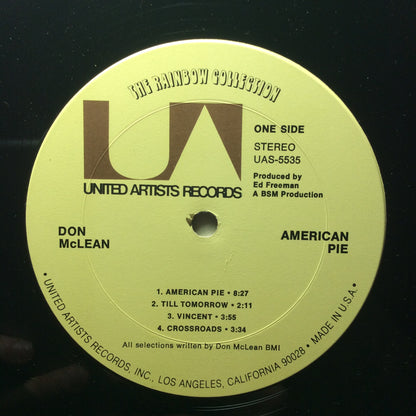 THE RAINBOW COLLECTION
UA
UNITED ARTISTS RECORDS
ONE SIDE
STEREO
UAS-5535
Produced by
Ed Freeman
A BSM Production
DON
McLEAN
AMERICAN
PIE
1. AMERICAN PIE • 8:27
2. TILL TOMORROW • 2:11
3. VINCENT • 3:55
4. CROSSROADS • 3:34
All selections written by Don McLean BMI
• UNITED ARTISTS RECORDS, INC., LOS ANGELES, CALIFORNIA 90028 • MADE IN U.S.A. •